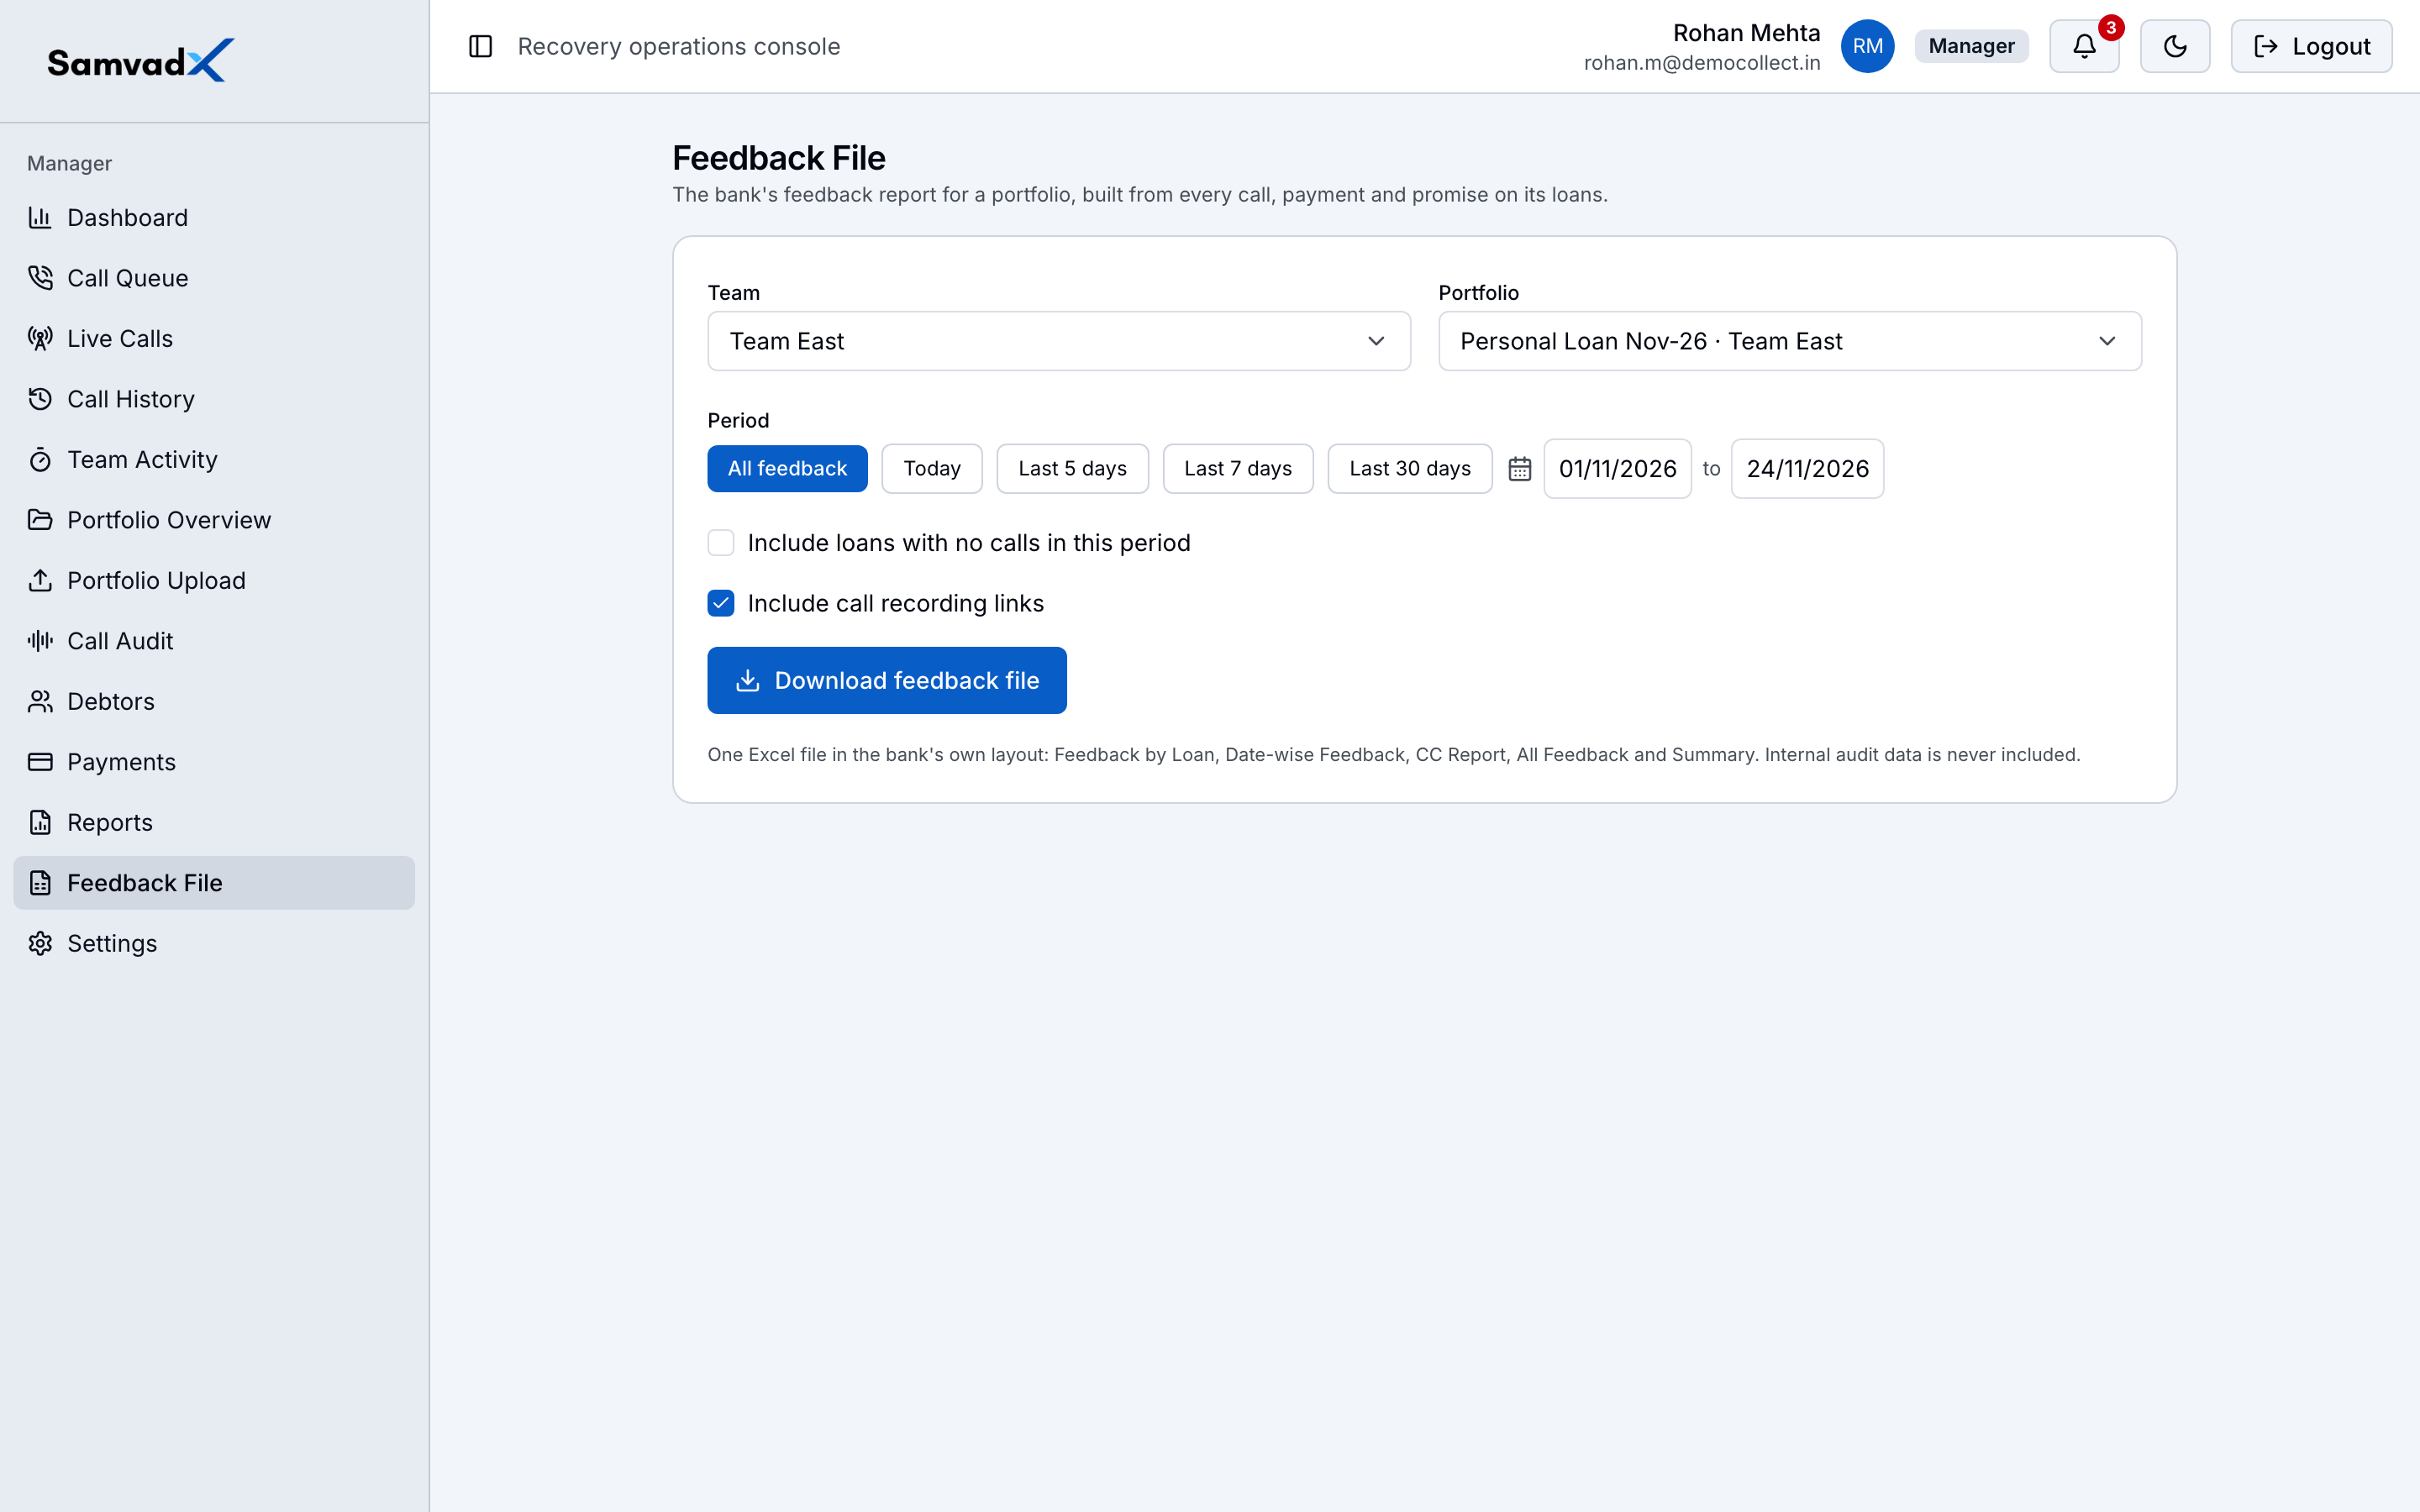 SamvadX
Recovery operations console
Rohan Mehta
rohan.m@democollect.in
RM
Manager
3
Logout
Manager
Dashboard
Call Queue
Live Calls
Call History
Team Activity
Portfolio Overview
Portfolio Upload
Call Audit
Debtors
Payments
Reports
Feedback File
Settings
Feedback File
The bank's feedback report for a portfolio, built from every call, payment and promise on its loans.
Team
Team East
Portfolio
Personal Loan Nov-26 · Team East
Period
All feedback Today Last 5 days Last 7 days Last 30 days 01/11/2026 to 24/11/2026
Include loans with no calls in this period
Include call recording links
Download feedback file
One Excel file in the bank's own layout: Feedback by Loan, Date-wise Feedback, CC Report, All Feedback and Summary. Internal audit data is never included.